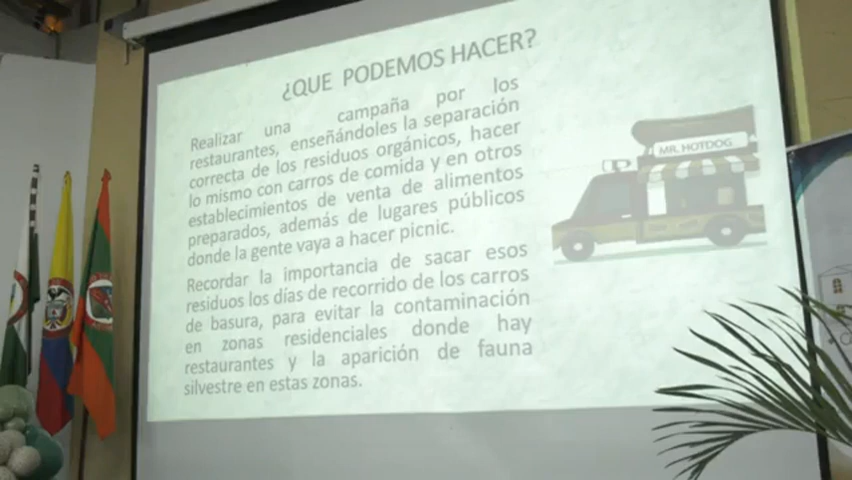 ¿QUE PODEMOS HACER?
Realizar una campaña por los
restaurantes, enseñándoles la separación
correcta de los residuos orgánicos, hacer
lo mismo con carros de comida y en otros
establecimientos de venta de alimentos
preparados, además de lugares públicos
donde la gente vaya a hacer picnic.
Recordar la importancia de sacar esos
residuos los días de recorrido de los carros
de basura, para evitar la contaminación
en zonas residenciales donde hay
restaurantes y la aparición de fauna
silvestre en estas zonas.
MR. HOTDOG